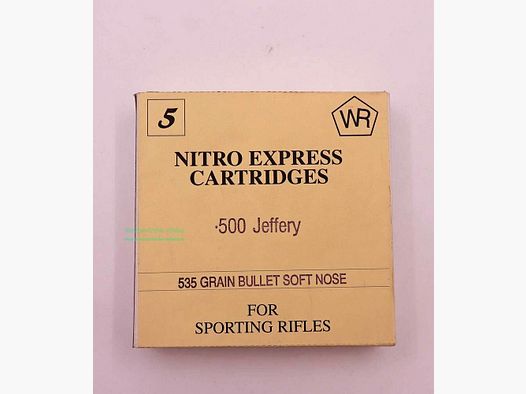 5
WR
NITRO EXPRESS
CARTRIDGES
.500 Jeffery
535 GRAIN BULLET SOFT NOSE
FOR
SPORTING RIFLES